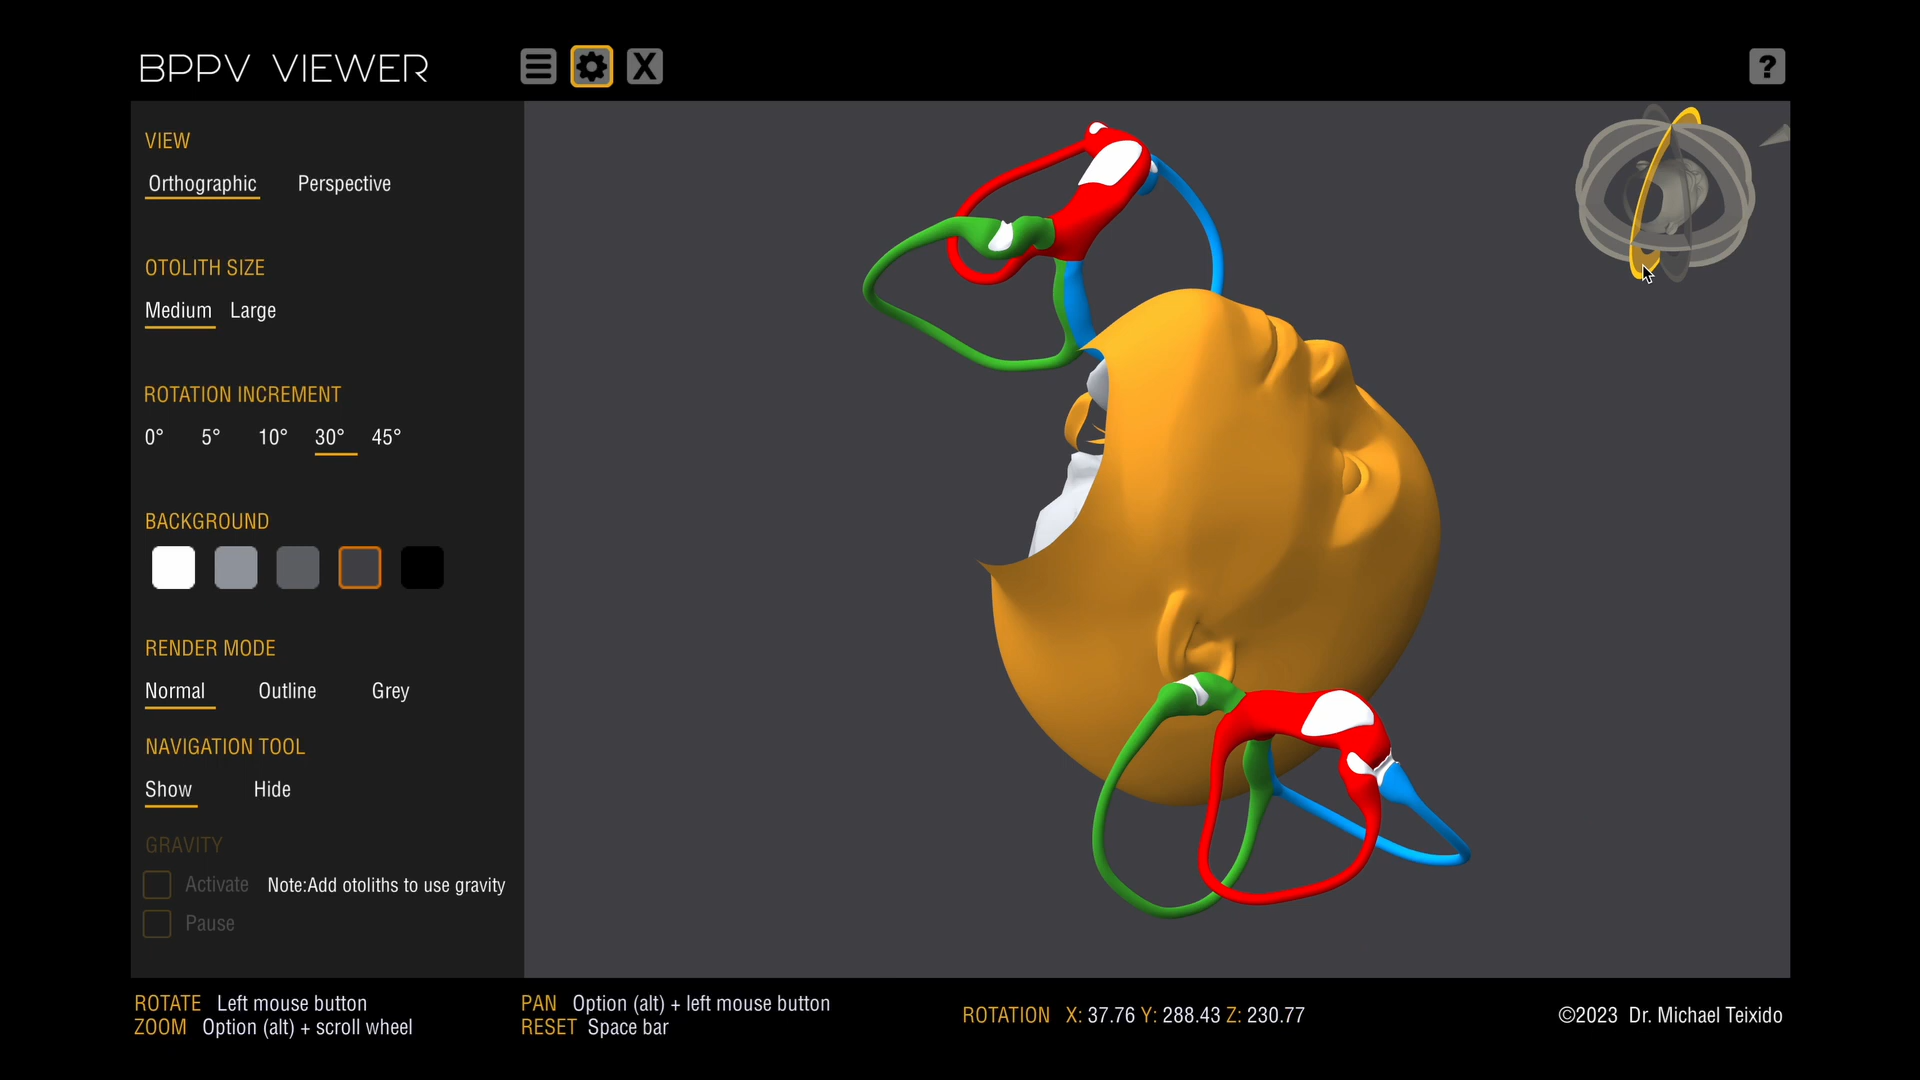 BPPV VIEWER
X
?
VIEW
Orthographic Perspective
OTOLITH SIZE
Medium Large
ROTATION INCREMENT
0° 5° 10° 30° 45°
BACKGROUND
RENDER MODE
Normal Outline Grey
NAVIGATION TOOL
Show Hide
GRAVITY
Activate Note:Add otoliths to use gravity
Pause
ROTATE Left mouse button
ZOOM Option (alt) + scroll wheel
PAN Option (alt) + left mouse button
RESET Space bar
ROTATION X: 37.76 Y: 288.43 Z: 230.77
©2023 Dr. Michael Teixido